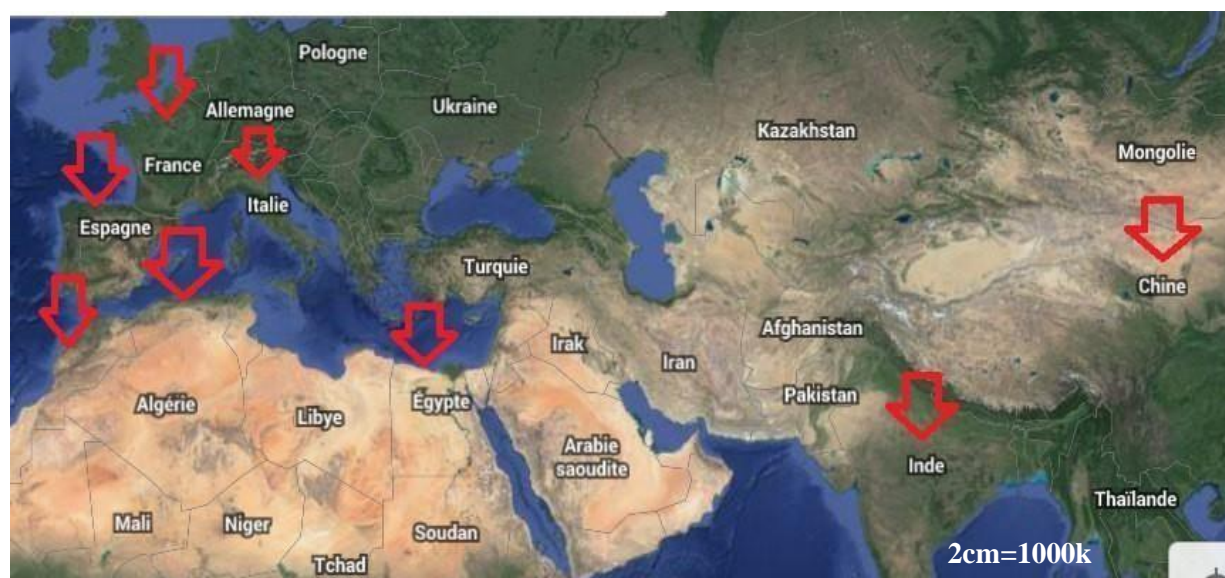 Pologne
Allemagne
Ukraine
Kazakhstan
Mongolie
France
Italie
Espagne
Turquie
Chine
Afghanistan
Irak
Iran
Pakistan
Algérie
Libye
Égypte
Arabie
saoudite
Inde
Thaïlande
Mali
Niger
Soudan
Tchad
2cm=1000k